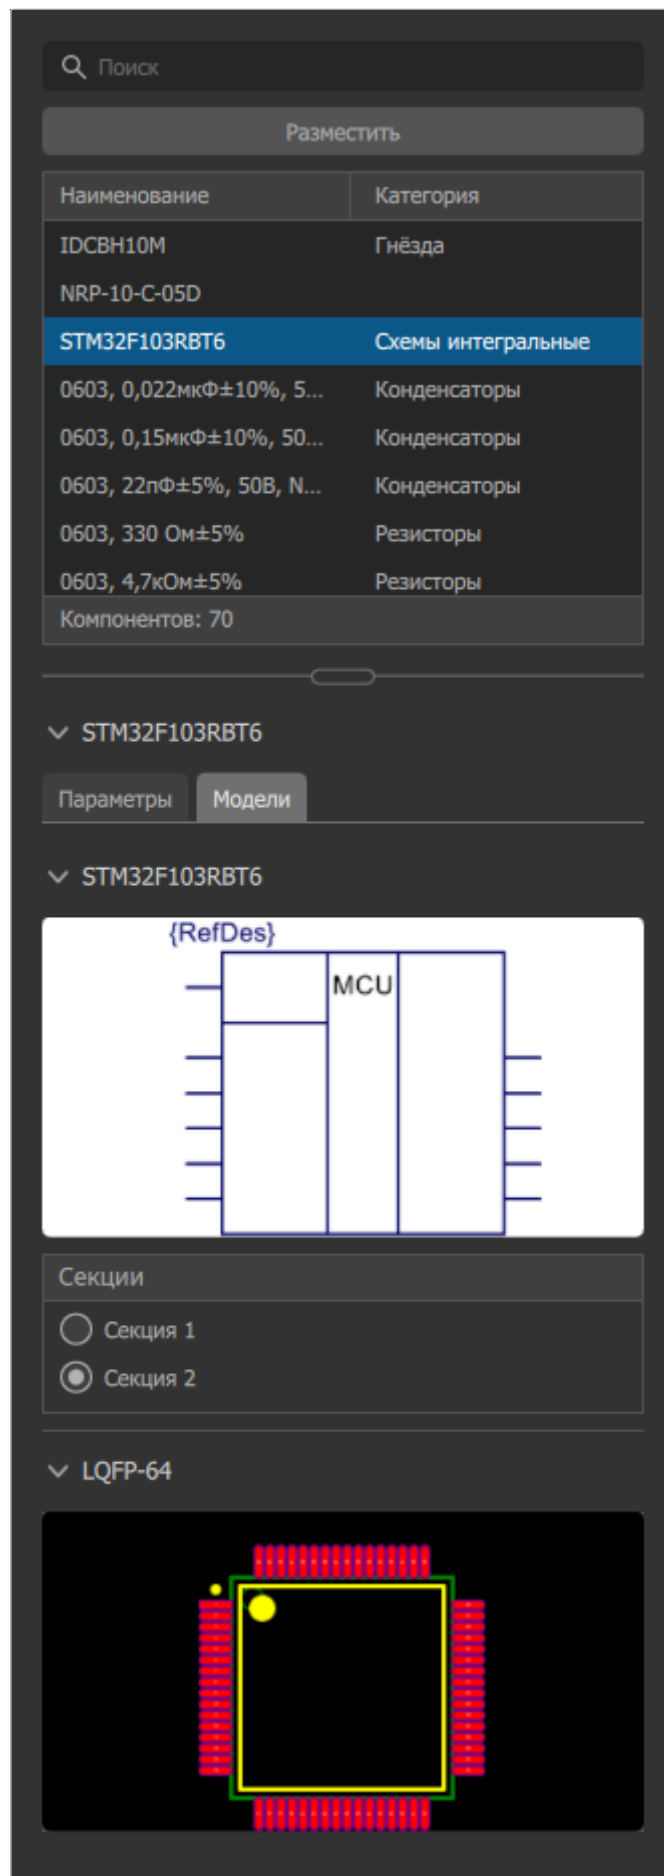 Поиск
Разместить
Наименование Категория
IDCBH10M Гнёзда
NRP-10-C-05D
STM32F103RBT6 Схемы интегральные
0603, 0,022мкФ±10%, 5... Конденсаторы
0603, 0,15мкФ±10%, 50... Конденсаторы
0603, 22пФ±5%, 50В, N... Конденсаторы
0603, 330 Ом±5% Резисторы
0603, 4,7кОм±5% Резисторы
Компонентов: 70
STM32F103RBT6
Параметры Модели
STM32F103RBT6
{RefDes}
MCU
Секции
Секция 1
Секция 2
LQFP-64